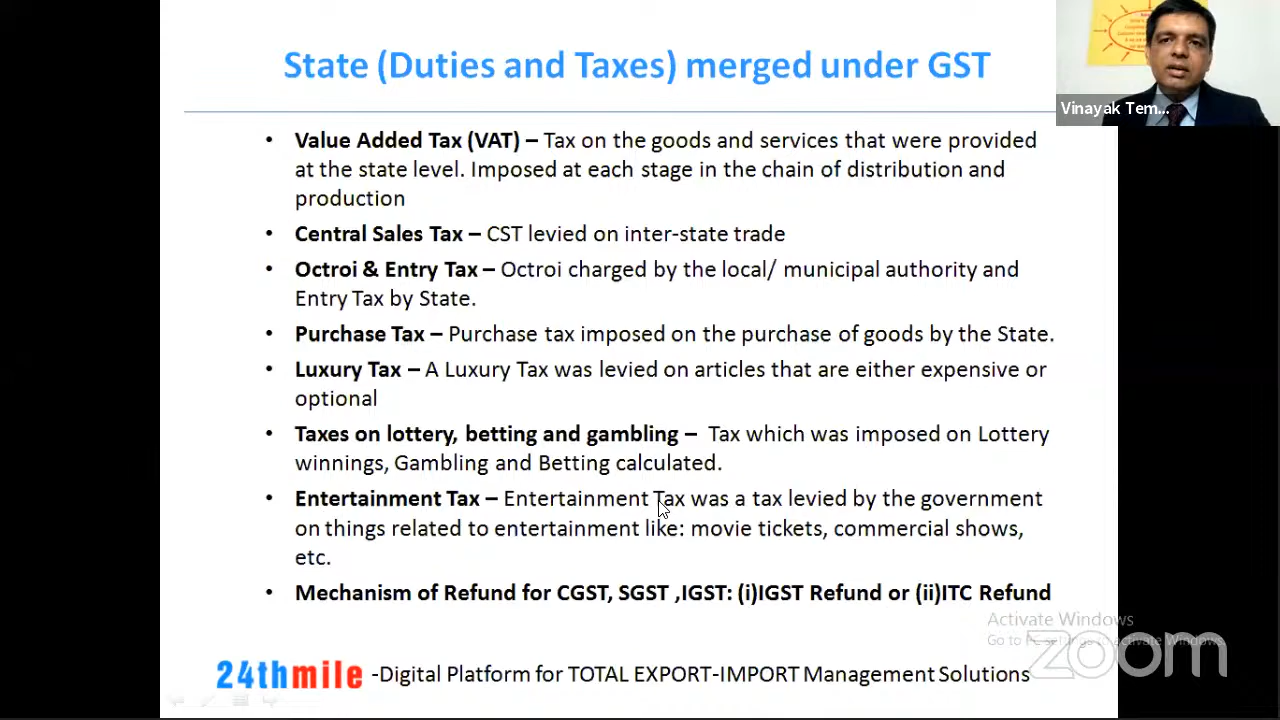 State (Duties and Taxes) merged under GST
Vinayak Tem...
• Value Added Tax (VAT) – Tax on the goods and services that were provided
at the state level. Imposed at each stage in the chain of distribution and
production
• Central Sales Tax – CST levied on inter-state trade
• Octroi & Entry Tax – Octroi charged by the local/ municipal authority and
Entry Tax by State.
• Purchase Tax – Purchase tax imposed on the purchase of goods by the State.
• Luxury Tax – A Luxury Tax was levied on articles that are either expensive or
optional
• Taxes on lottery, betting and gambling – Tax which was imposed on Lottery
winnings, Gambling and Betting calculated.
• Entertainment Tax – Entertainment Tax was a tax levied by the government
on things related to entertainment like: movie tickets, commercial shows,
etc.
• Mechanism of Refund for CGST, SGST ,IGST: (i)IGST Refund or (ii)ITC Refund
Activate Windows
Go to PC settings to activate Windows.
zoom
24thmile -Digital Platform for TOTAL EXPORT-IMPORT Management Solutions